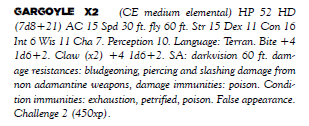 GARGOYLE X2 (CE medium elemental) HP 52 HD
(7d8+21) AC 15 Spd 30 ft. fly 60 ft. Str 15 Dex 11 Con 16
Int 6 Wis 11 Cha 7. Perception 10. Language: Terran. Bite +4
1d6+2. Claw (x2) +4 1d6+2. SA: darkvision 60 ft. dam-
age resistances: bludgeoning, piercing and slashing damage from
non adamantine weapons, damage immunities: poison. Condi-
tion immunities: exhaustion, petrified, poison. False appearance.
Challenge 2 (450xp).